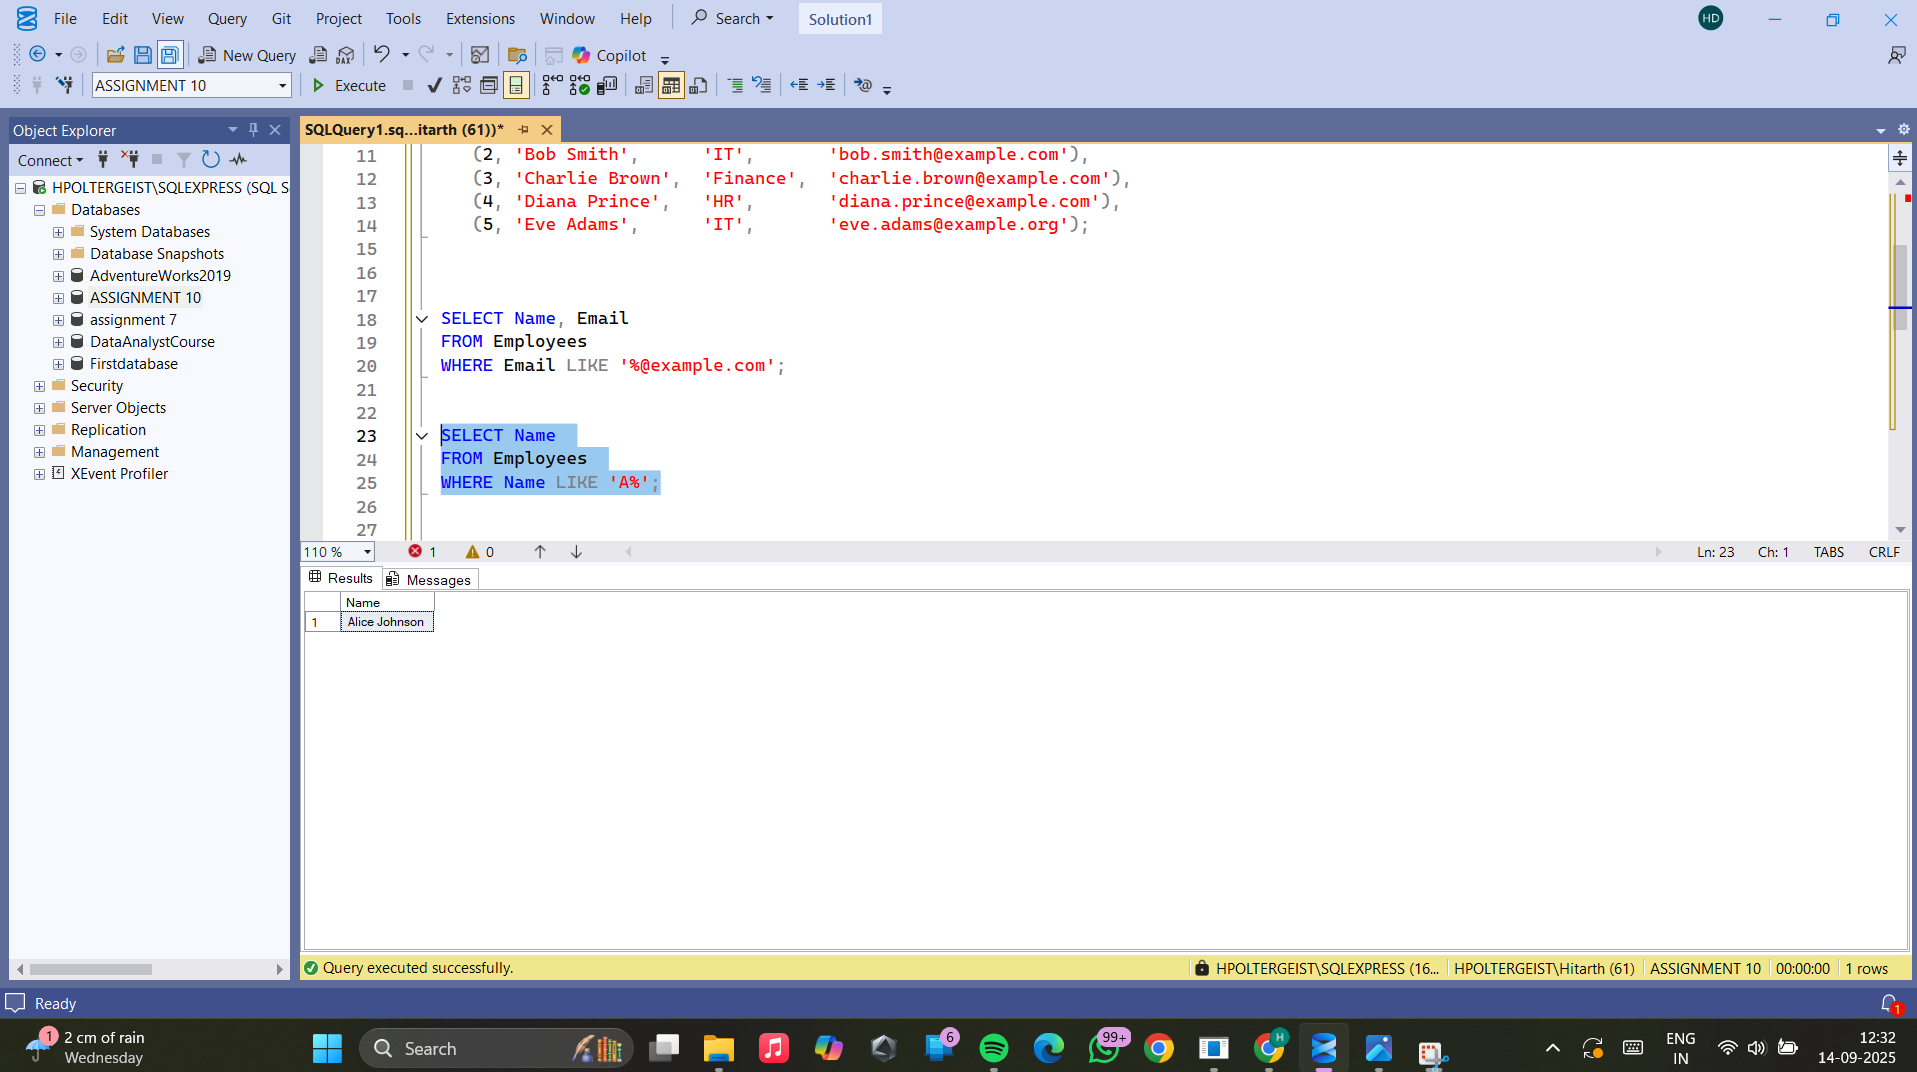 File Edit View Query Git Project Tools Extensions Window Help Search Solution1 HD
New Query DAX Copilot
ASSIGNMENT 10 Execute
Object Explorer
Connect
HPOLTERGEIST\SQLEXPRESS (SQL S
Databases
System Databases
Database Snapshots
AdventureWorks2019
ASSIGNMENT 10
assignment 7
DataAnalystCourse
Firstdatabase
Security
Server Objects
Replication
Management
XEvent Profiler
SQLQuery1.sq...itarth (61))*
11 (2, 'Bob Smith', 'IT', 'bob.smith@example.com'),
12 (3, 'Charlie Brown', 'Finance', 'charlie.brown@example.com'),
13 (4, 'Diana Prince', 'HR', 'diana.prince@example.com'),
14 (5, 'Eve Adams', 'IT', 'eve.adams@example.org');
15
16
17
18 SELECT Name, Email
19 FROM Employees
20 WHERE Email LIKE '%@example.com';
21
22
23 SELECT Name
24 FROM Employees
25 WHERE Name LIKE 'A%';
26
27
110 % 1 0 Ln: 23 Ch: 1 TABS CRLF
Results Messages
Name
1 Alice Johnson
Query executed successfully. HPOLTERGEIST\SQLEXPRESS (16... HPOLTERGEIST\Hitarth (61) ASSIGNMENT 10 00:00:00 1 rows
Ready 1
1 2 cm of rain
Wednesday
Search
6
99+
H
ENG
IN
12:32
14-09-2025